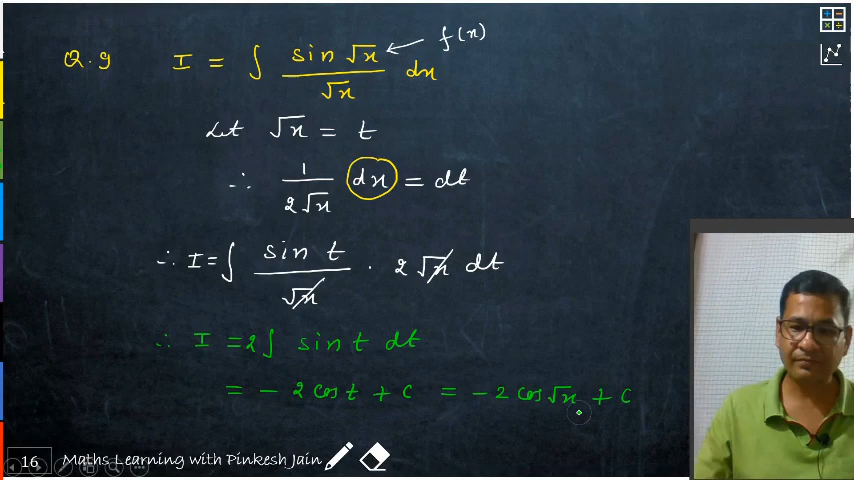 Q.9 I = ∫ sin √x / √x dx ← f(x)
Let √x = t
∴ 1 / 2√x dx = dt
∴ I = ∫ sin t / √x · 2 √x dt
∴ I = 2 ∫ sin t dt
= - 2 cos t + c = - 2 cos √x + c
16 Maths Learning with Pinkesh Jain